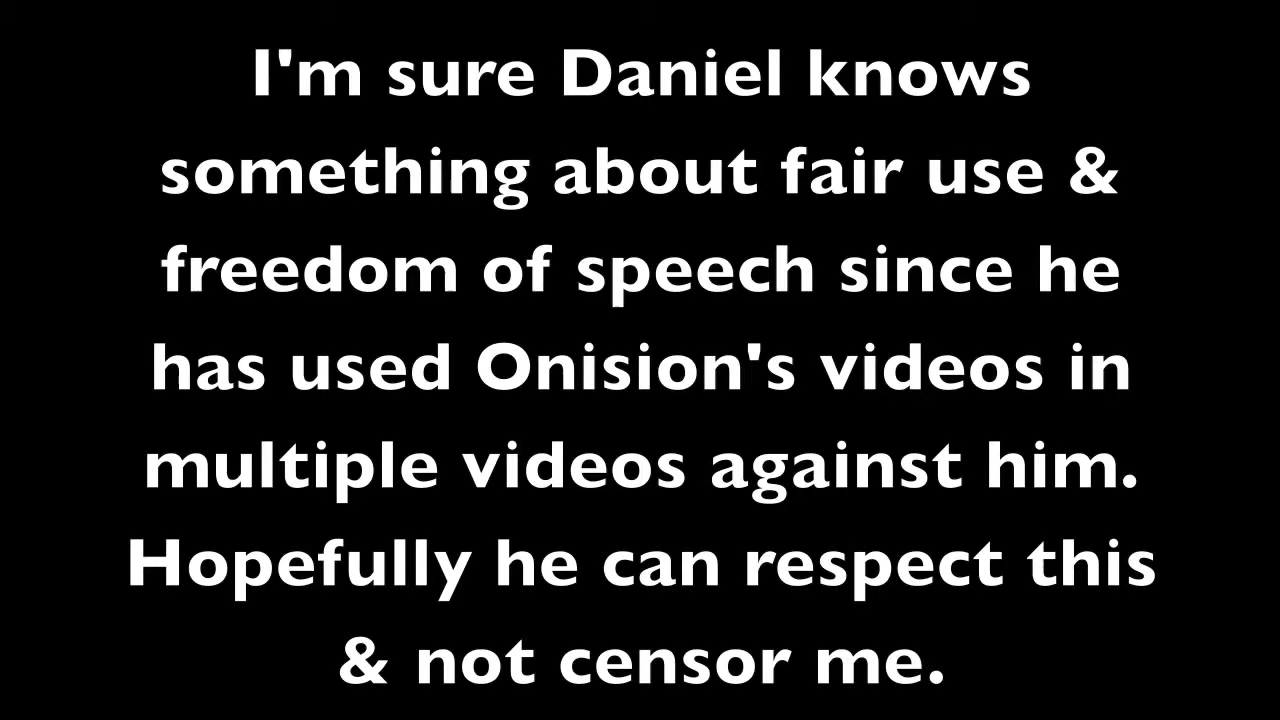 I'm sure Daniel knows
something about fair use &
freedom of speech since he
has used Onision's videos in
multiple videos against him.
Hopefully he can respect this
& not censor me.